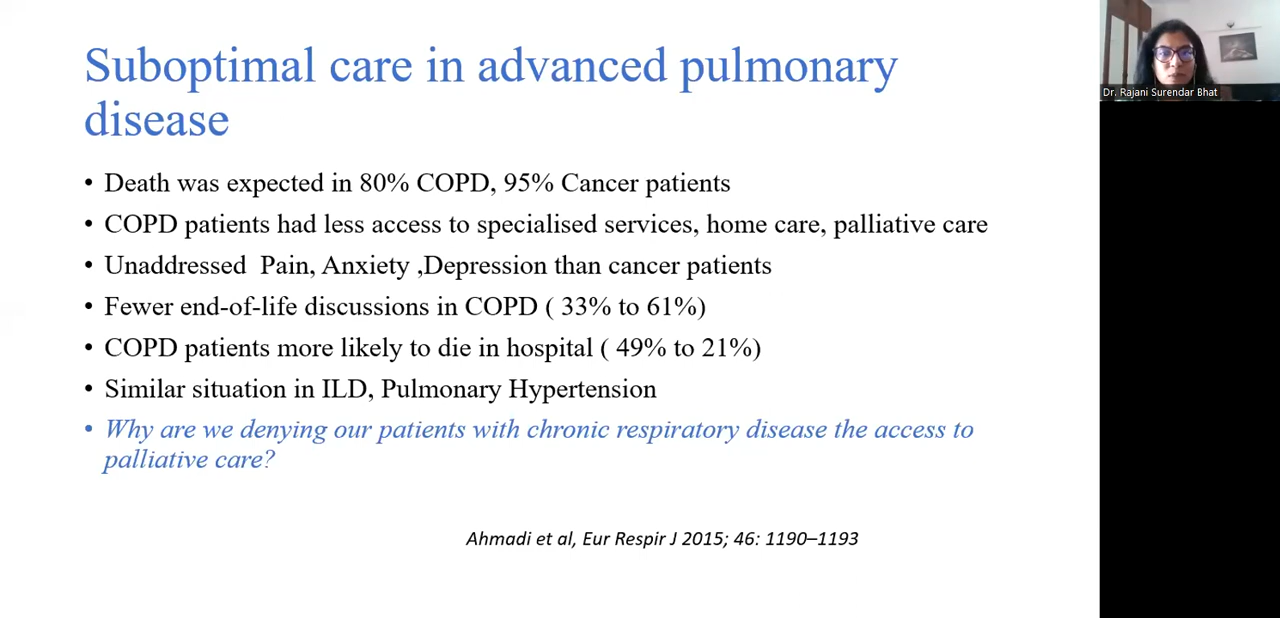 Suboptimal care in advanced pulmonary
disease
• Death was expected in 80% COPD, 95% Cancer patients
• COPD patients had less access to specialised services, home care, palliative care
• Unaddressed  Pain, Anxiety ,Depression than cancer patients
• Fewer end-of-life discussions in COPD ( 33% to 61%)
• COPD patients more likely to die in hospital ( 49% to 21%)
• Similar situation in ILD, Pulmonary Hypertension
• Why are we denying our patients with chronic respiratory disease the access to
palliative care?
Ahmadi et al, Eur Respir J 2015; 46: 1190–1193
Dr. Rajani Surendar Bhat